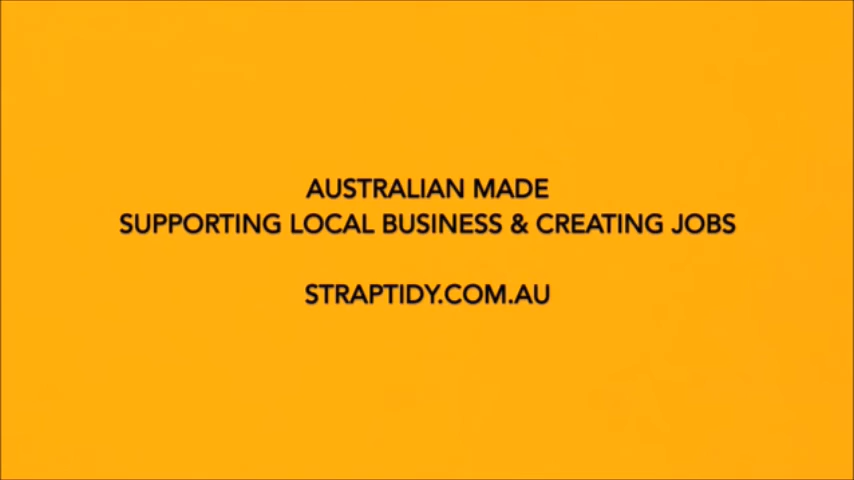 AUSTRALIAN MADE
SUPPORTING LOCAL BUSINESS & CREATING JOBS
STRAPTIDY.COM.AU